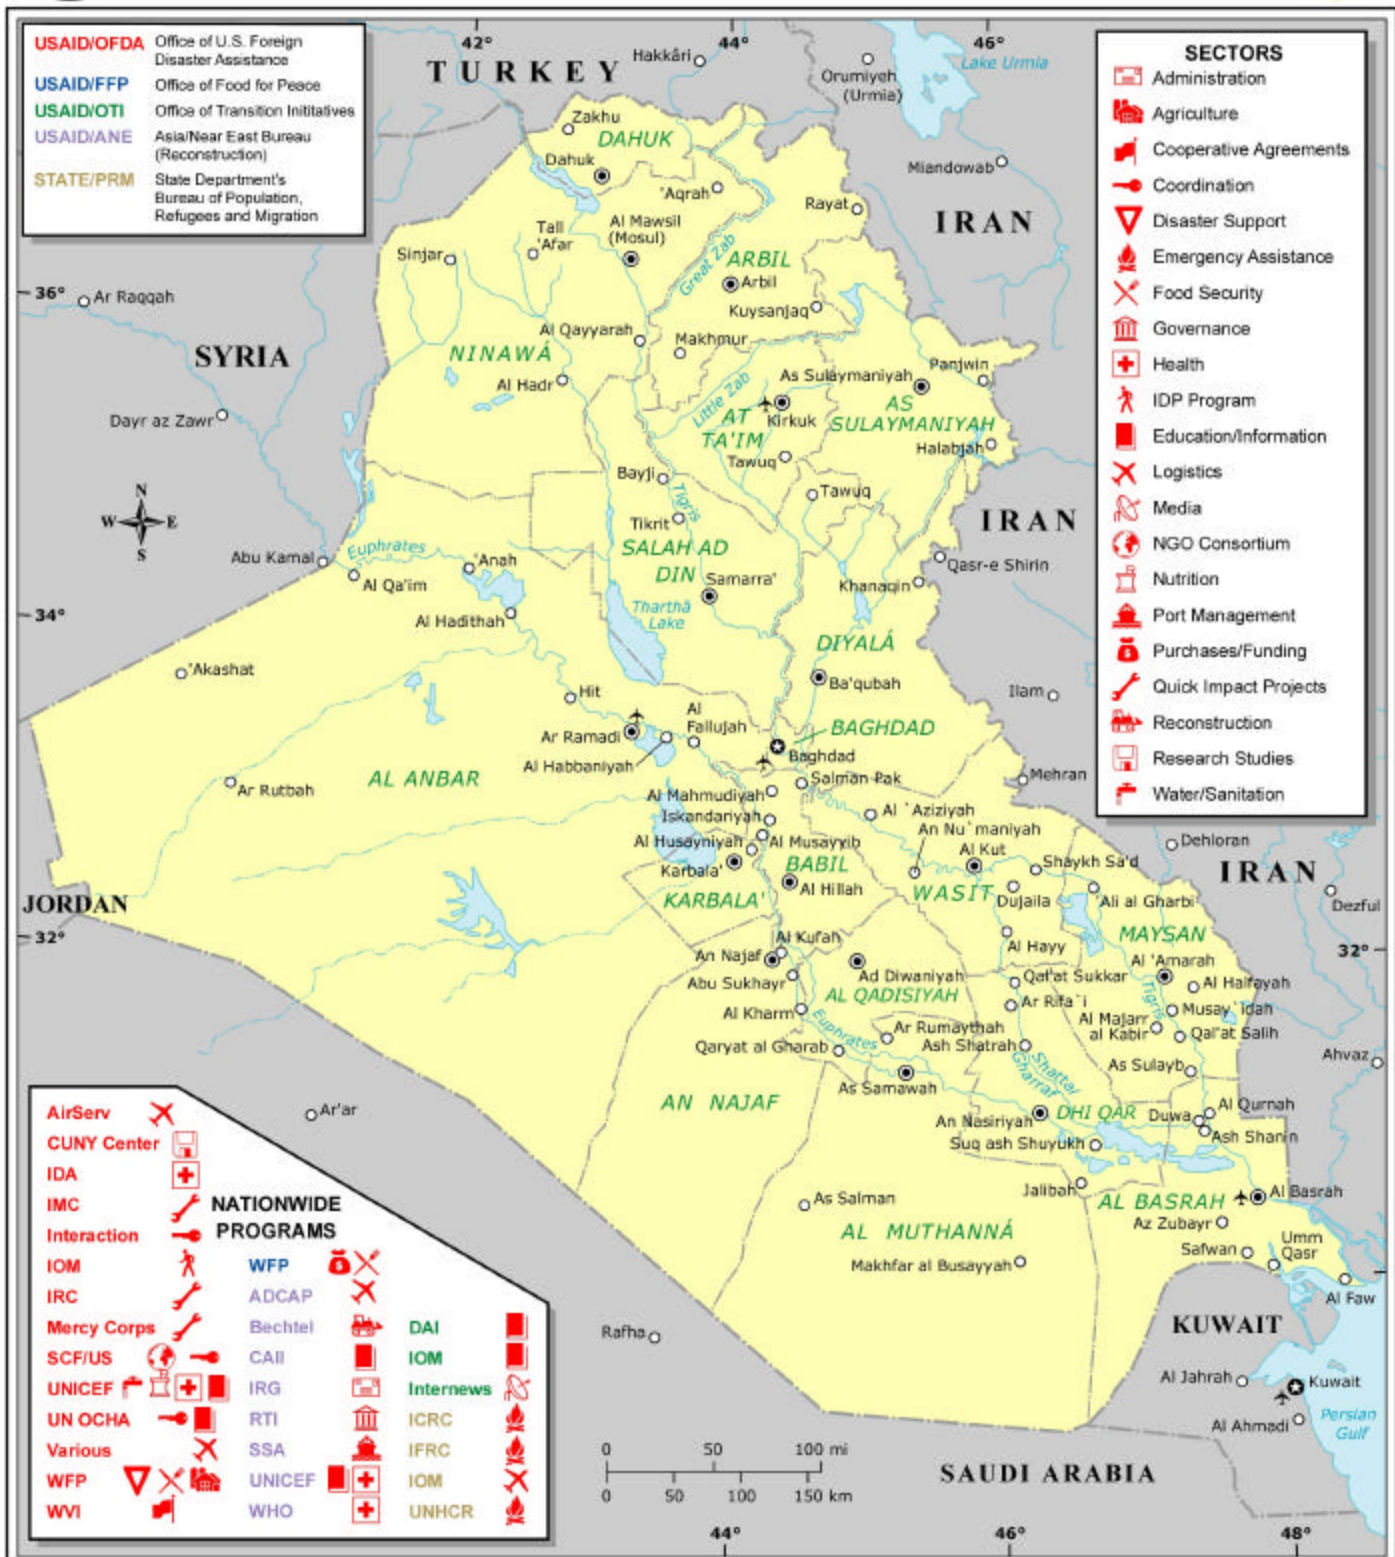 USAID/OFDA Office of U.S. Foreign
Disaster Assistance
USAID/FFP Office of Food for Peace
USAID/OTI Office of Transition Inititatives
USAID/ANE Asia/Near East Bureau
(Reconstruction)
STATE/PRM State Department's
Bureau of Population,
Refugees and Migration
42°
44°
46°
TURKEY
Hakkâri
Orumiyeh
(Urmia)
Lake Urmia
SECTORS
Administration
Agriculture
Cooperative Agreements
Coordination
Disaster Support
Emergency Assistance
Food Security
Governance
Health
IDP Program
Education/Information
Logistics
Media
NGO Consortium
Nutrition
Port Management
Purchases/Funding
Quick Impact Projects
Reconstruction
Research Studies
Water/Sanitation
Zakhu
DAHUK
Dahuk
'Aqrah
Miandowab
Rayat
IRAN
Al Mawsil
(Mosul)
Tall
'Afar
Sinjar
Great Zab
ARBIL
Arbil
Kuysanjaq
36°
Ar Raqqah
SYRIA
Al Qayyarah
Makhmur
NINAWÁ
Al Hadr
Panjwin
As Sulaymaniyah
Little Zab
Dayr az Zawr
AT
TA'IM
Kirkuk
AS
SULAYMANIYAH
Halabjah
Tawuq
Bayji
Tawuq
Tigris
N
W E
S
Tikrit
IRAN
SALAH AD
DIN
Abu Kamal
Euphrates
'Anah
Al Qa'im
Samarra'
Khanaqin
Qasr-e Shirin
34°
Al Hadithah
Tharthā
Lake
DIYALÁ
'Akashat
Ba'qubah
Hit
Ilam
Al
Fallujah
BAGHDAD
Ar Ramadi
Baghdad
Al Habbaniyah
AL ANBAR
Ar Rutbah
Salman Pak
Mehran
Al Mahmudiyah
Al `Aziziyah
Iskandariyah
An Nu`maniyah
Al Husayniyah
Al Musayyib
Al Kut
Dehloran
Shaykh Sa'd
BABIL
Karbala'
Al Hillah
IRAN
JORDAN
KARBALA'
WASIT
Dujaila
Ali al Gharbi
Dezful
32°
32°
Al Kufah
Al Hayy
MAYSAN
An Najaf
Al 'Amarah
Abu Sukhayr
Ad Diwaniyah
Qal'at Sukkar
Al Halfayah
AL QADISIYAH
Tigris
Al Kharm
Ar Rifa`i
Musay`idah
Euphrates
Al Majarr
al Kabir
Ar Rumaythah
Qal'at Salih
Qaryat al Gharab
Ash Shatrah
Shatt al
Gharraf
Ahvaz
As Sulayb
As Samawah
AN NAJAF
DHI QAR
Al Qurnah
Duwa
An Nasiriyah
Ash Shanin
Suq ash Shuyukh
Ar'ar
Jalibah
As Salman
AL BASRAH
Al Basrah
AL MUTHANNÁ
Az Zubayr
Safwan
Umm
Qasr
Makhfar al Busayyah
Al Faw
Rafha
KUWAIT
Al Jahrah
Kuwait
Al Ahmadi
Persian
Gulf
SAUDI ARABIA
0 50 100 mi
0 50 100 150 km
44°
46°
48°
NATIONWIDE
PROGRAMS
AirServ
CUNY Center
IDA
IMC
Interaction
IOM
IRC
Mercy Corps
SCF/US
UNICEF
UN OCHA
Various
WFP
WVI
WFP
ADCAP
Bechtel
CAII
IRG
RTI
SSA
UNICEF
WHO
DAI
IOM
Internews
ICRC
IFRC
IOM
UNHCR